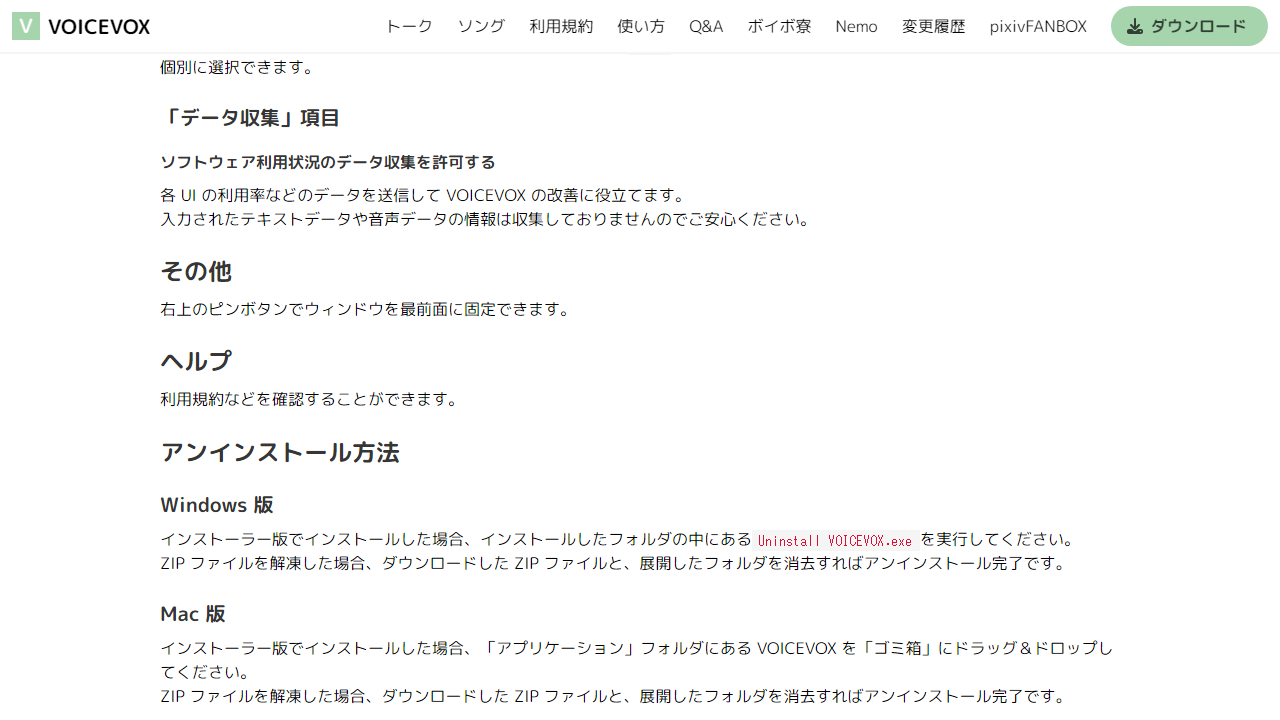 V VOICEVOX トーク ソング 利用規約 使い方 Q&A ボイボ寮 Nemo 変更履歴 pixivFANBOX ダウンロード
個別に選択できます。
「データ収集」項目
ソフトウェア利用状況のデータ収集を許可する
各 UI の利用率などのデータを送信して VOICEVOX の改善に役立てます。
入力されたテキストデータや音声データの情報は収集しておりませんのでご安心ください。
その他
右上のピンボタンでウィンドウを最前面に固定できます。
ヘルプ
利用規約などを確認することができます。
アンインストール方法
Windows 版
インストーラー版でインストールした場合、インストールしたフォルダの中にある Uninstall VOICEVOX.exe を実行してください。
ZIP ファイルを解凍した場合、ダウンロードした ZIP ファイルと、展開したフォルダを消去すればアンインストール完了です。
Mac 版
インストーラー版でインストールした場合、「アプリケーション」フォルダにある VOICEVOX を「ゴミ箱」にドラッグ＆ドロップし
てください。
ZIP ファイルを解凍した場合、ダウンロードした ZIP ファイルと、展開したフォルダを消去すればアンインストール完了です。